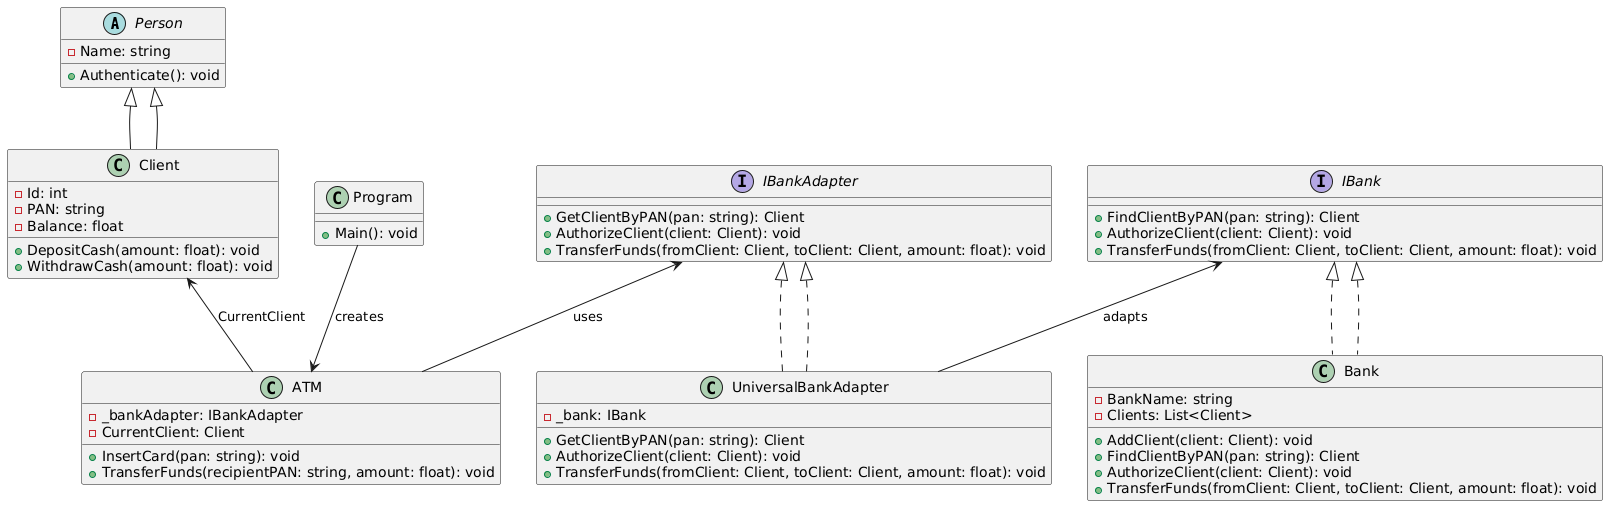 A Person
Name: string
Authenticate(): void
C Client
Id: int
PAN: string
Balance: float
DepositCash(amount: float): void
WithdrawCash(amount: float): void
C Program
Main(): void
I IBankAdapter
GetClientByPAN(pan: string): Client
AuthorizeClient(client: Client): void
TransferFunds(fromClient: Client, toClient: Client, amount: float): void
I IBank
FindClientByPAN(pan: string): Client
AuthorizeClient(client: Client): void
TransferFunds(fromClient: Client, toClient: Client, amount: float): void
CurrentClient
creates
uses
adapts
C ATM
_bankAdapter: IBankAdapter
CurrentClient: Client
InsertCard(pan: string): void
TransferFunds(recipientPAN: string, amount: float): void
C UniversalBankAdapter
_bank: IBank
GetClientByPAN(pan: string): Client
AuthorizeClient(client: Client): void
TransferFunds(fromClient: Client, toClient: Client, amount: float): void
C Bank
BankName: string
Clients: List<Client>
AddClient(client: Client): void
FindClientByPAN(pan: string): Client
AuthorizeClient(client: Client): void
TransferFunds(fromClient: Client, toClient: Client, amount: float): void